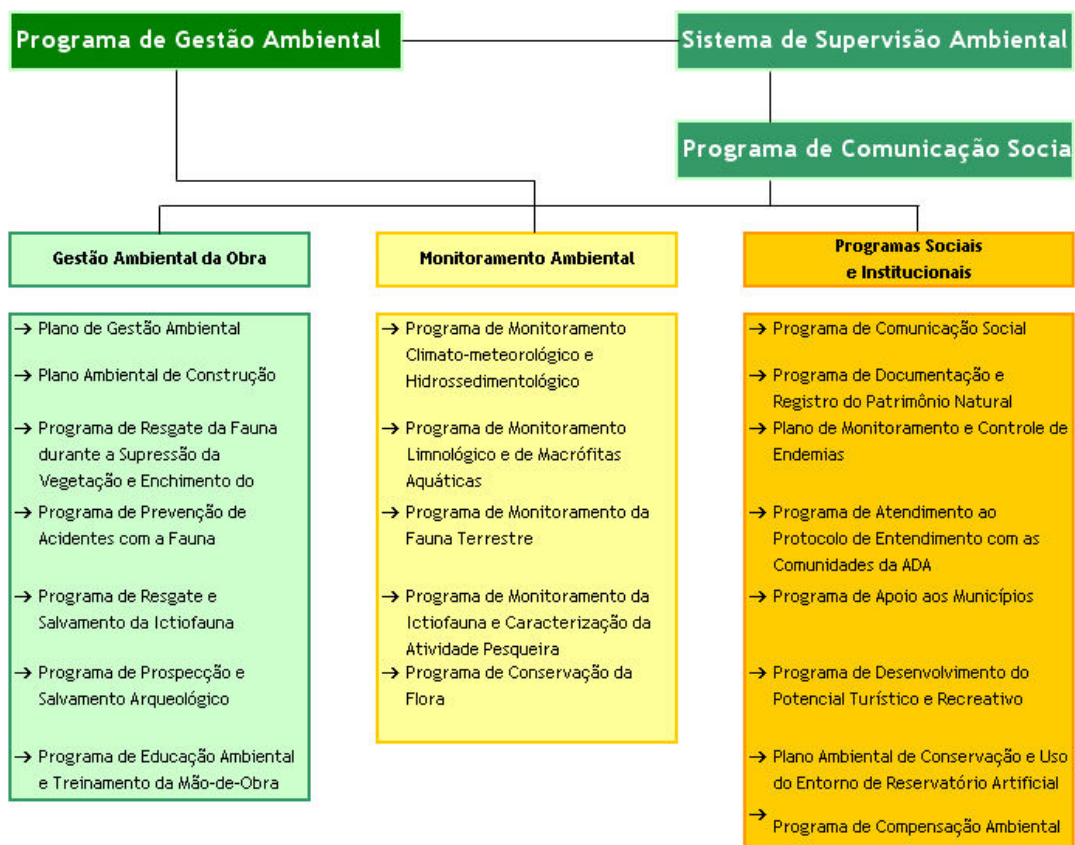 Programa de Gestão Ambiental
Sistema de Supervisão Ambiental
Programa de Comunicação Socia
Gestão Ambiental da Obra
Monitoramento Ambiental
Programas Sociais
e Institucionais
→ Plano de Gestão Ambiental
→ Plano Ambiental de Construção
→ Programa de Resgate da Fauna
durante a Supressão da
Vegetação e Enchimento do
→ Programa de Prevenção de
Acidentes com a Fauna
→ Programa de Resgate e
Salvamento da Ictiofauna
→ Programa de Prospecção e
Salvamento Arqueológico
→ Programa de Educação Ambiental
e Treinamento da Mão-de-Obra
→ Programa de Monitoramento
Climato-meteorológico e
Hidrossedimentológico
→ Programa de Monitoramento
Limnológico e de Macrófitas
Aquáticas
→ Programa de Monitoramento da
Fauna Terrestre
→ Programa de Monitoramento da
Ictiofauna e Caracterização da
Atividade Pesqueira
→ Programa de Conservação da
Flora
→ Programa de Comunicação Social
→ Programa de Documentação e
Registro do Patrimônio Natural
→ Plano de Monitoramento e Controle de
Endemias
→ Programa de Atendimento ao
Protocolo de Entendimento com as
Comunidades da ADA
→ Programa de Apoio aos Municípios
→ Programa de Desenvolvimento do
Potencial Turístico e Recreativo
→ Plano Ambiental de Conservação e Uso
do Entorno de Reservatório Artificial
→ Programa de Compensação Ambiental